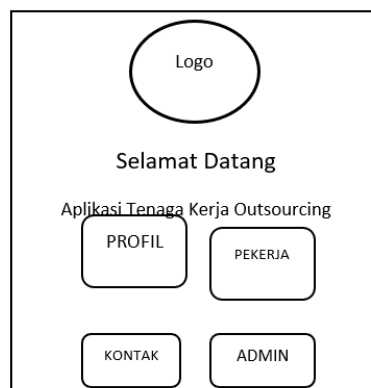 Logo
Selamat Datang
Aplikasi Tenaga Kerja Outsourcing
PROFIL
PEKERJA
KONTAK
ADMIN